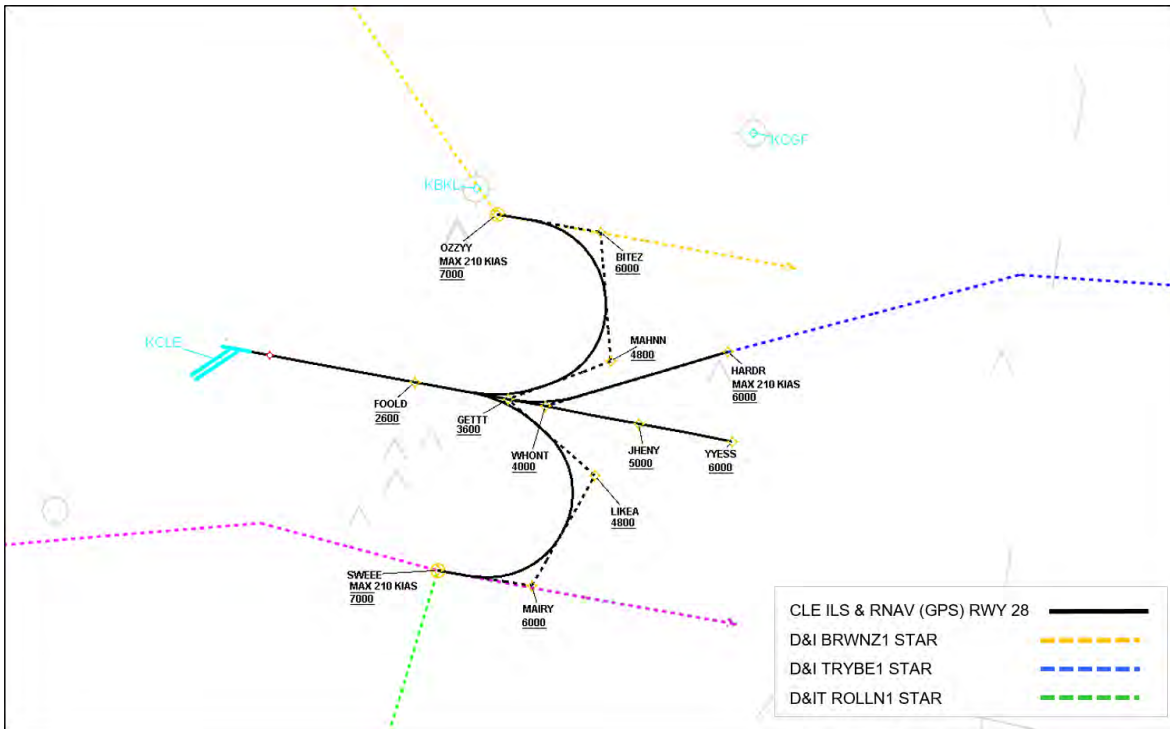 KCGF
KBKL
OZZYY
MAX 210 KIAS
7000
BITEZ
6000
KCLE
MAHNN
4800
HARDR
MAX 210 KIAS
6000
FOOLD
2600
GETTT
3600
WHONT
4000
JHENY
5000
YYESS
6000
LIKEA
4800
SWEEE
MAX 210 KIAS
7000
MAIRY
6000
CLE ILS & RNAV (GPS) RWY 28
D&I BRWNZ1 STAR
D&I TRYBE1 STAR
D&IT ROLLN1 STAR